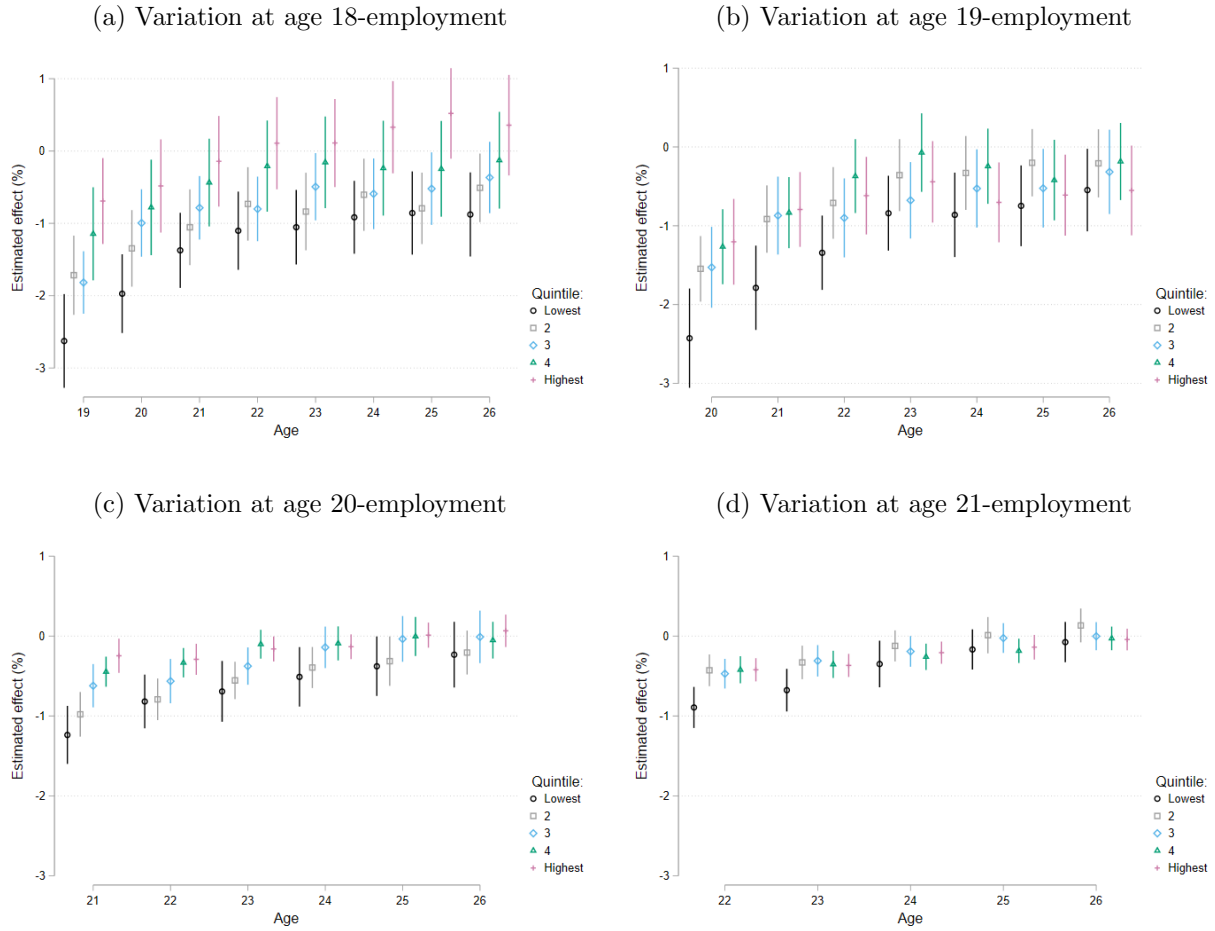 (a) Variation at age 18-employment
1
0
-1
-2
-3
Estimated effect (%)
19 20 21 22 23 24 25 26
Age
Quintile:
Lowest
2
3
4
Highest
(b) Variation at age 19-employment
1
0
-1
-2
-3
Estimated effect (%)
20 21 22 23 24 25 26
Age
Quintile:
Lowest
2
3
4
Highest
(c) Variation at age 20-employment
1
0
-1
-2
-3
Estimated effect (%)
21 22 23 24 25 26
Age
Quintile:
Lowest
2
3
4
Highest
(d) Variation at age 21-employment
1
0
-1
-2
-3
Estimated effect (%)
22 23 24 25 26
Age
Quintile:
Lowest
2
3
4
Highest